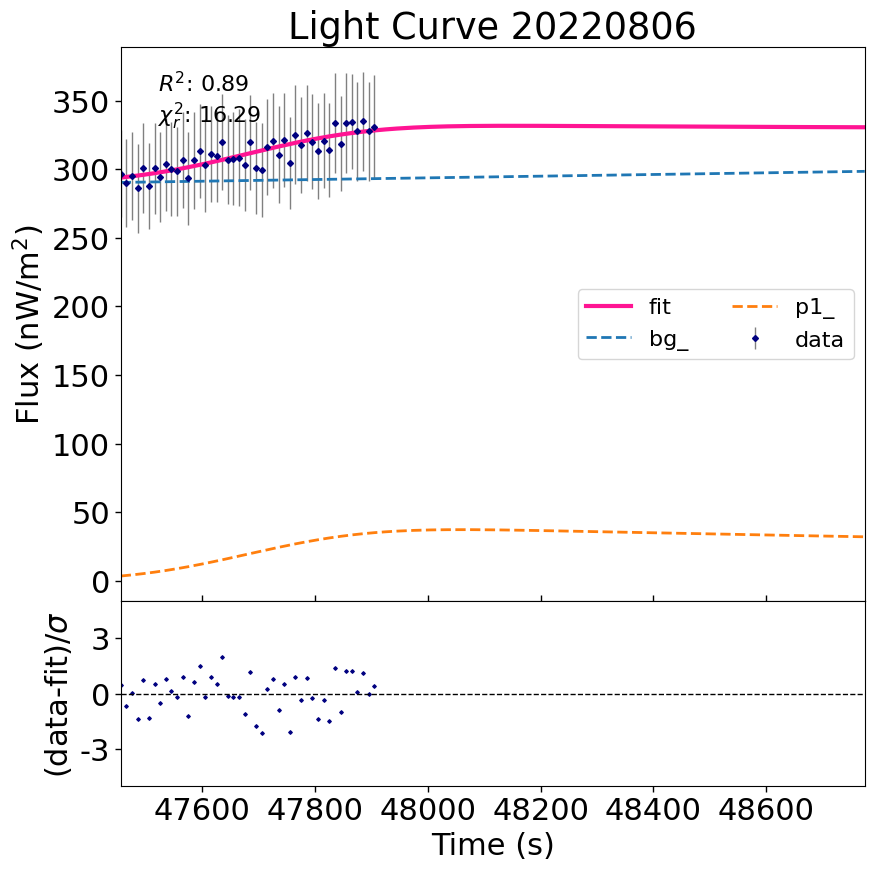 Light Curve 20220806
R²: 0.89
χ²ᵣ: 16.29
Flux (nW/m²)
350
300
250
200
150
100
50
0
fit
bg_
p1_
data
(data-fit)/σ
3
0
-3
47600 47800 48000 48200 48400 48600
Time (s)